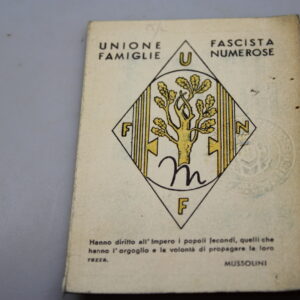 UNIONE FASCISTA
FAMIGLIE NUMEROSE
U
F N
F
M
Hanno diritto all'Impero i popoli fecondi, quelli che
hanno l'orgoglio e la volontà di propagare la loro
razza.
MUSSOLINI